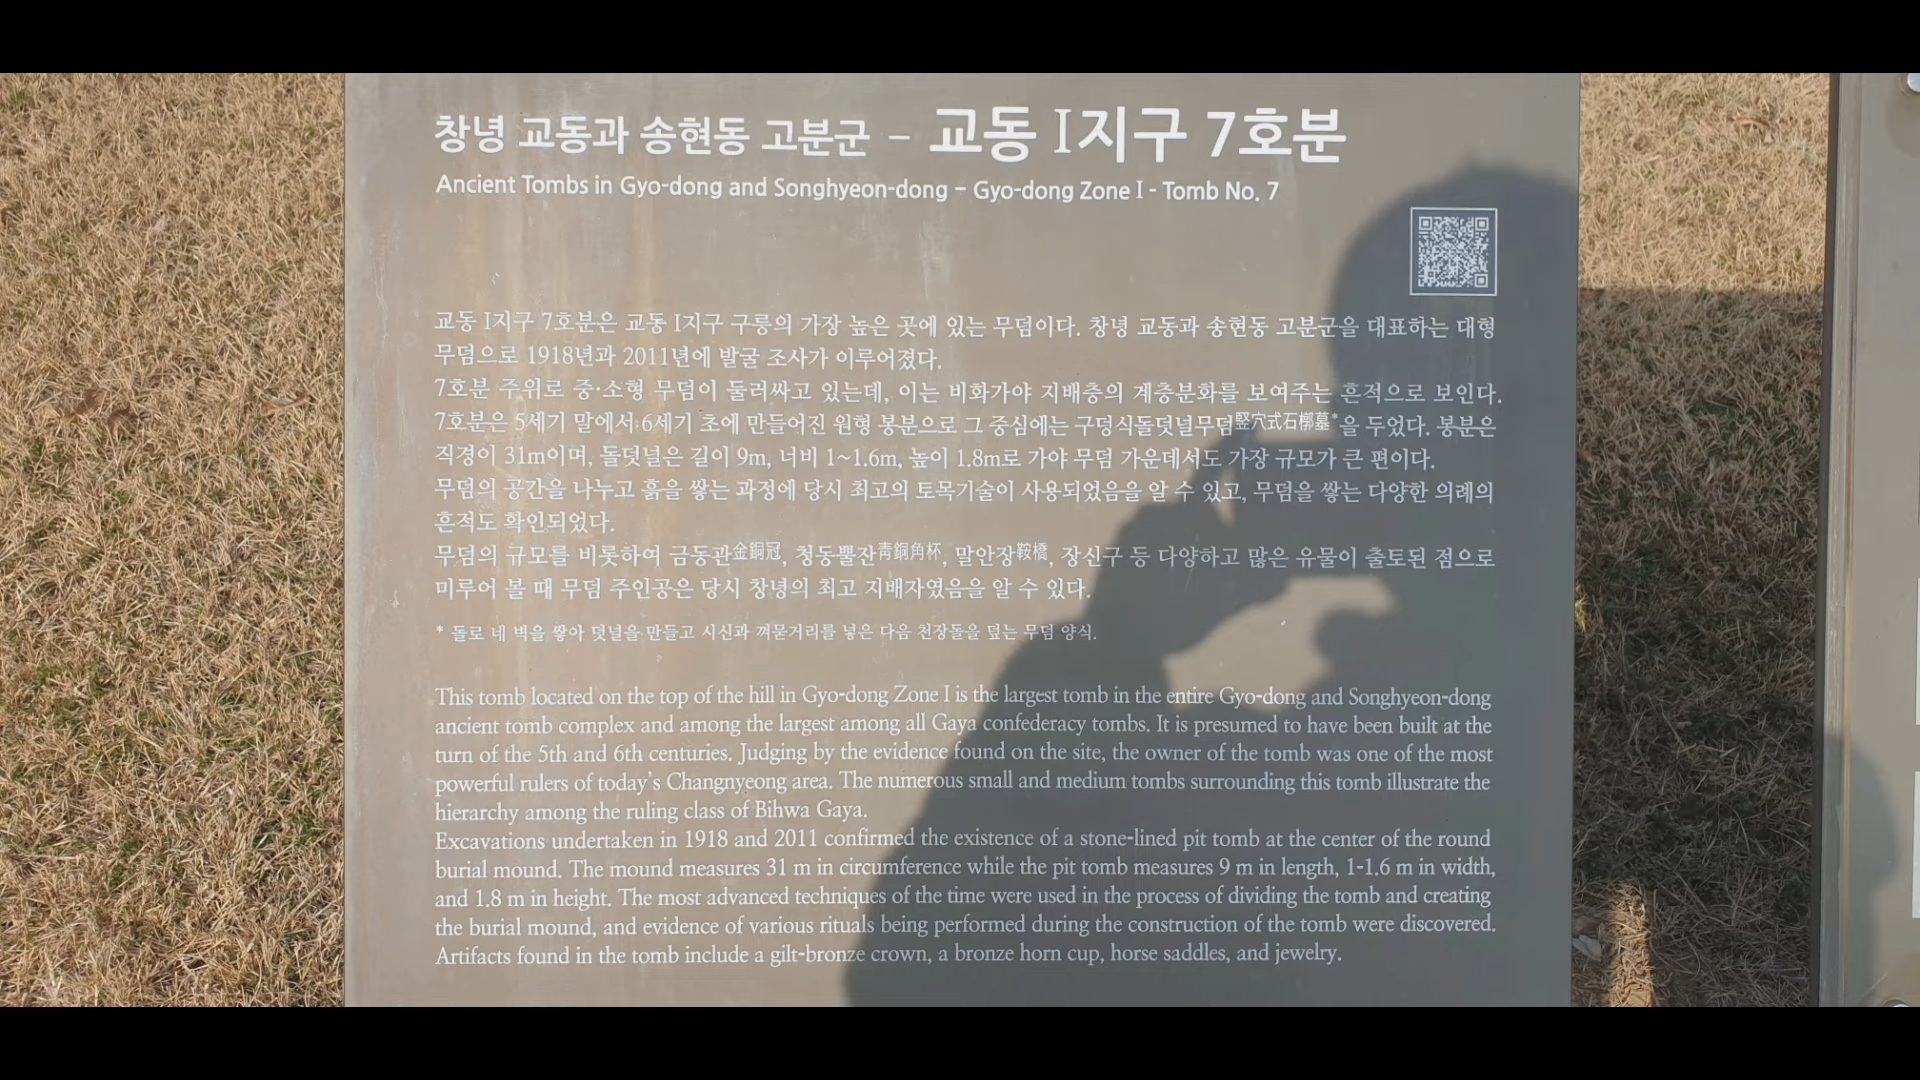 창녕 교동과 송현동 고분군 – 교동 Ⅰ지구 7호분
Ancient Tombs in Gyo-dong and Songhyeon-dong – Gyo-dong Zone Ⅰ - Tomb No. 7
교동 Ⅰ지구 7호분은 교동 Ⅰ지구 구릉의 가장 높은 곳에 있는 무덤이다. 창녕 교동과 송현동 고분군을 대표하는 대형
무덤으로 1918년과 2011년에 발굴 조사가 이루어졌다.
7호분 주위로 중·소형 무덤이 둘러싸고 있는데, 이는 비화가야 지배층의 계층분화를 보여주는 흔적으로 보인다.
7호분은 5세기 말에서 6세기 초에 만들어진 원형 봉분으로 그 중심에는 구덩식돌덧널무덤竪穴式石槨墓*을 두었다. 봉분은
직경이 31m이며, 돌덧널은 길이 9m, 너비 1~1.6m, 높이 1.8m로 가야 무덤 가운데서도 가장 규모가 큰 편이다.
무덤의 공간을 나누고 흙을 쌓는 과정에 당시 최고의 토목기술이 사용되었음을 알 수 있고, 무덤을 쌓는 다양한 의례의
흔적도 확인되었다.
무덤의 규모를 비롯하여 금동관金銅冠, 청동뿔잔靑銅角杯, 말안장鞍橋, 장신구 등 다양하고 많은 유물이 출토된 점으로
미루어 볼 때 무덤 주인공은 당시 창녕의 최고 지배자였음을 알 수 있다.
* 돌로 네 벽을 쌓아 덧널을 만들고 시신과 껴묻거리를 넣은 다음 천장돌을 덮는 무덤 양식.
This tomb located on the top of the hill in Gyo-dong Zone Ⅰ is the largest tomb in the entire Gyo-dong and Songhyeon-dong
ancient tomb complex and among the largest among all Gaya confederacy tombs. It is presumed to have been built at the
turn of the 5th and 6th centuries. Judging by the evidence found on the site, the owner of the tomb was one of the most
powerful rulers of today's Changnyeong area. The numerous small and medium tombs surrounding this tomb illustrate the
hierarchy among the ruling class of Bihwa Gaya.
Excavations undertaken in 1918 and 2011 confirmed the existence of a stone-lined pit tomb at the center of the round
burial mound. The mound measures 31 m in circumference while the pit tomb measures 9 m in length, 1-1.6 m in width,
and 1.8 m in height. The most advanced techniques of the time were used in the process of dividing the tomb and creating
the burial mound, and evidence of various rituals being performed during the construction of the tomb were discovered.
Artifacts found in the tomb include a gilt-bronze crown, a bronze horn cup, horse saddles, and jewelry.